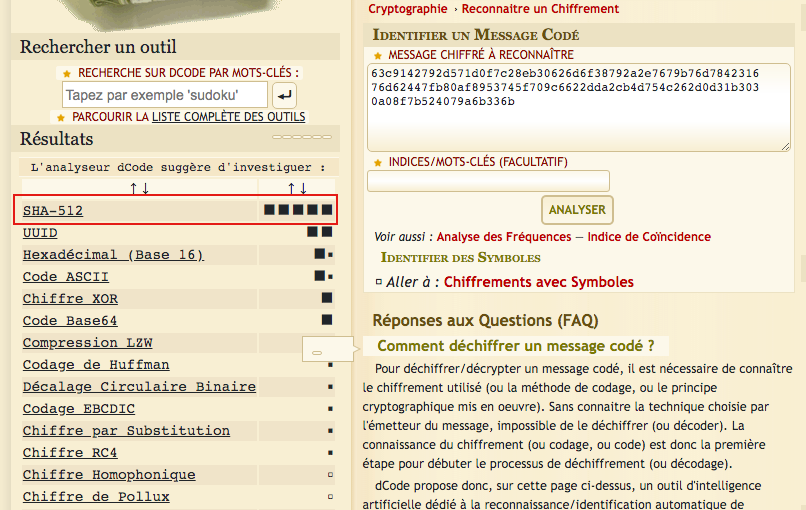 Rechercher un outil
★ RECHERCHE SUR DCODE PAR MOTS-CLÉS :
Tapez par exemple 'sudoku'
★ PARCOURIR LA LISTE COMPLÈTE DES OUTILS
Résultats
L'analyseur dCode suggère d'investiguer :
↑↓ ↑↓
SHA-512 ■■■■■
UUID ■■
Hexadécimal (Base 16) ■▪
Code ASCII ■▪
Chiffre XOR ■
Code Base64 ■
Compression LZW
Codage de Huffman ▪
Décalage Circulaire Binaire ▪
Codage EBCDIC ▪
Chiffre par Substitution ▪
Chiffre RC4 ▪
Chiffre Homophonique ▫
Chiffre de Pollux ▫
Cryptographie › Reconnaitre un Chiffrement
Identifier un Message Codé
★ MESSAGE CHIFFRÉ À RECONNAÎTRE
63c9142792d571d0f7c28eb30626d6f38792a2e7679b76d7842316
76d62447fb80af8953745f709c6622dda2cb4d754c262d0d31b303
0a08f7b524079a6b336b
★ INDICES/MOTS-CLÉS (FACULTATIF)
ANALYSER
Voir aussi : Analyse des Fréquences — Indice de Coïncidence
Identifier des Symboles
▫ Aller à : Chiffrements avec Symboles
Réponses aux Questions (FAQ)
Comment déchiffrer un message codé ?
Pour déchiffrer/décrypter un message codé, il est nécessaire de connaître
le chiffrement utilisé (ou la méthode de codage, ou le principe
cryptographique mis en oeuvre). Sans connaitre la technique choisie par
l'émetteur du message, impossible de le déchiffrer (ou décoder). La
connaissance du chiffrement (ou codage, ou code) est donc la première
étape pour débuter le processus de déchiffrement (ou décodage).
dCode propose donc, sur cette page ci-dessus, un outil d'intelligence
artificielle dédié à la reconnaissance/identification automatique de